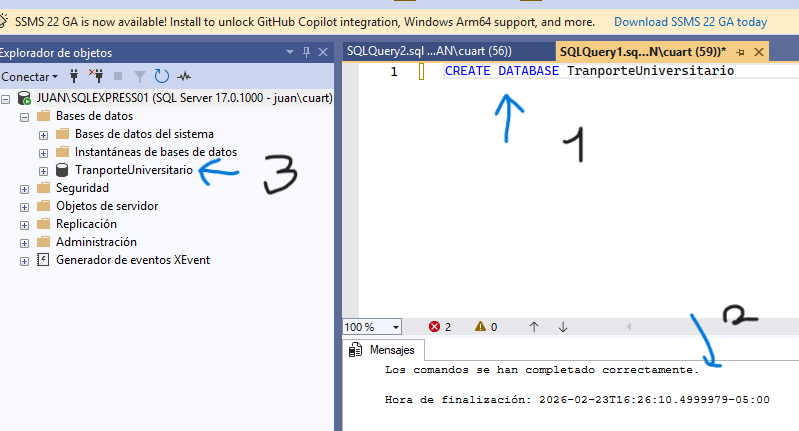 SSMS 22 GA is now available! Install to unlock GitHub Copilot integration, Windows Arm64 support, and more. Download SSMS 22 GA today
Explorador de objetos
Conectar
JUAN\SQLEXPRESS01 (SQL Server 17.0.1000 - juan\cuart)
Bases de datos
Bases de datos del sistema
Instantáneas de bases de datos
TranporteUniversitario
3
Seguridad
Objetos de servidor
Replicación
Administración
Generador de eventos XEvent
SQLQuery2.sql ...AN\cuart (56))
SQLQuery1.sq...N\cuart (59))*
1 CREATE DATABASE TranporteUniversitario
1
100 % 2 0
2
Mensajes
Los comandos se han completado correctamente.
Hora de finalización: 2026-02-23T16:26:10.4999979-05:00